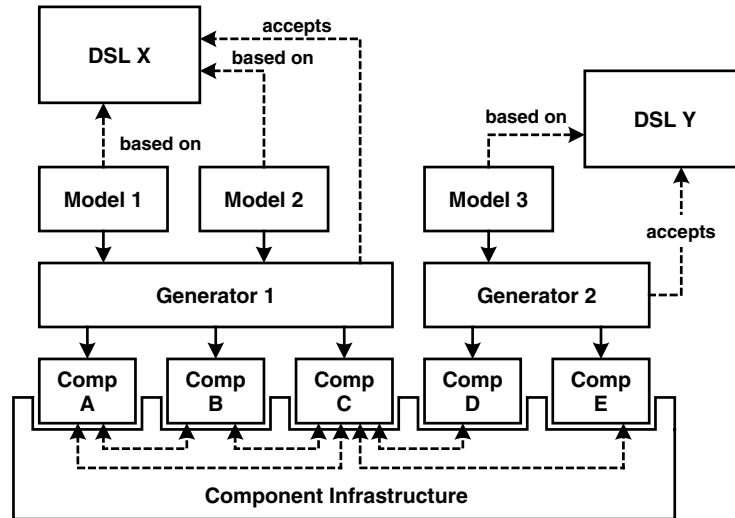 accepts
DSL X
based on
DSL Y
based on
based on
Model 1
Model 2
Model 3
accepts
Generator 1
Generator 2
Comp
A
Comp
B
Comp
C
Comp
D
Comp
E
Component Infrastructure